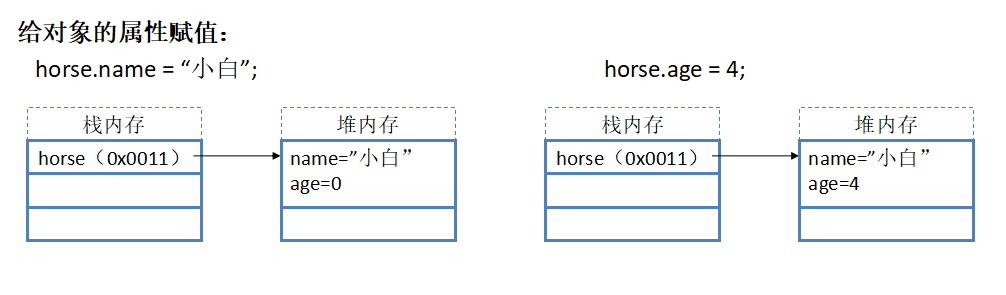 给对象的属性赋值：
horse.name = “小白”;
horse.age = 4;
栈内存
堆内存
horse（0x0011）
name=”小白”
age=0
栈内存
堆内存
horse（0x0011）
name=”小白”
age=4